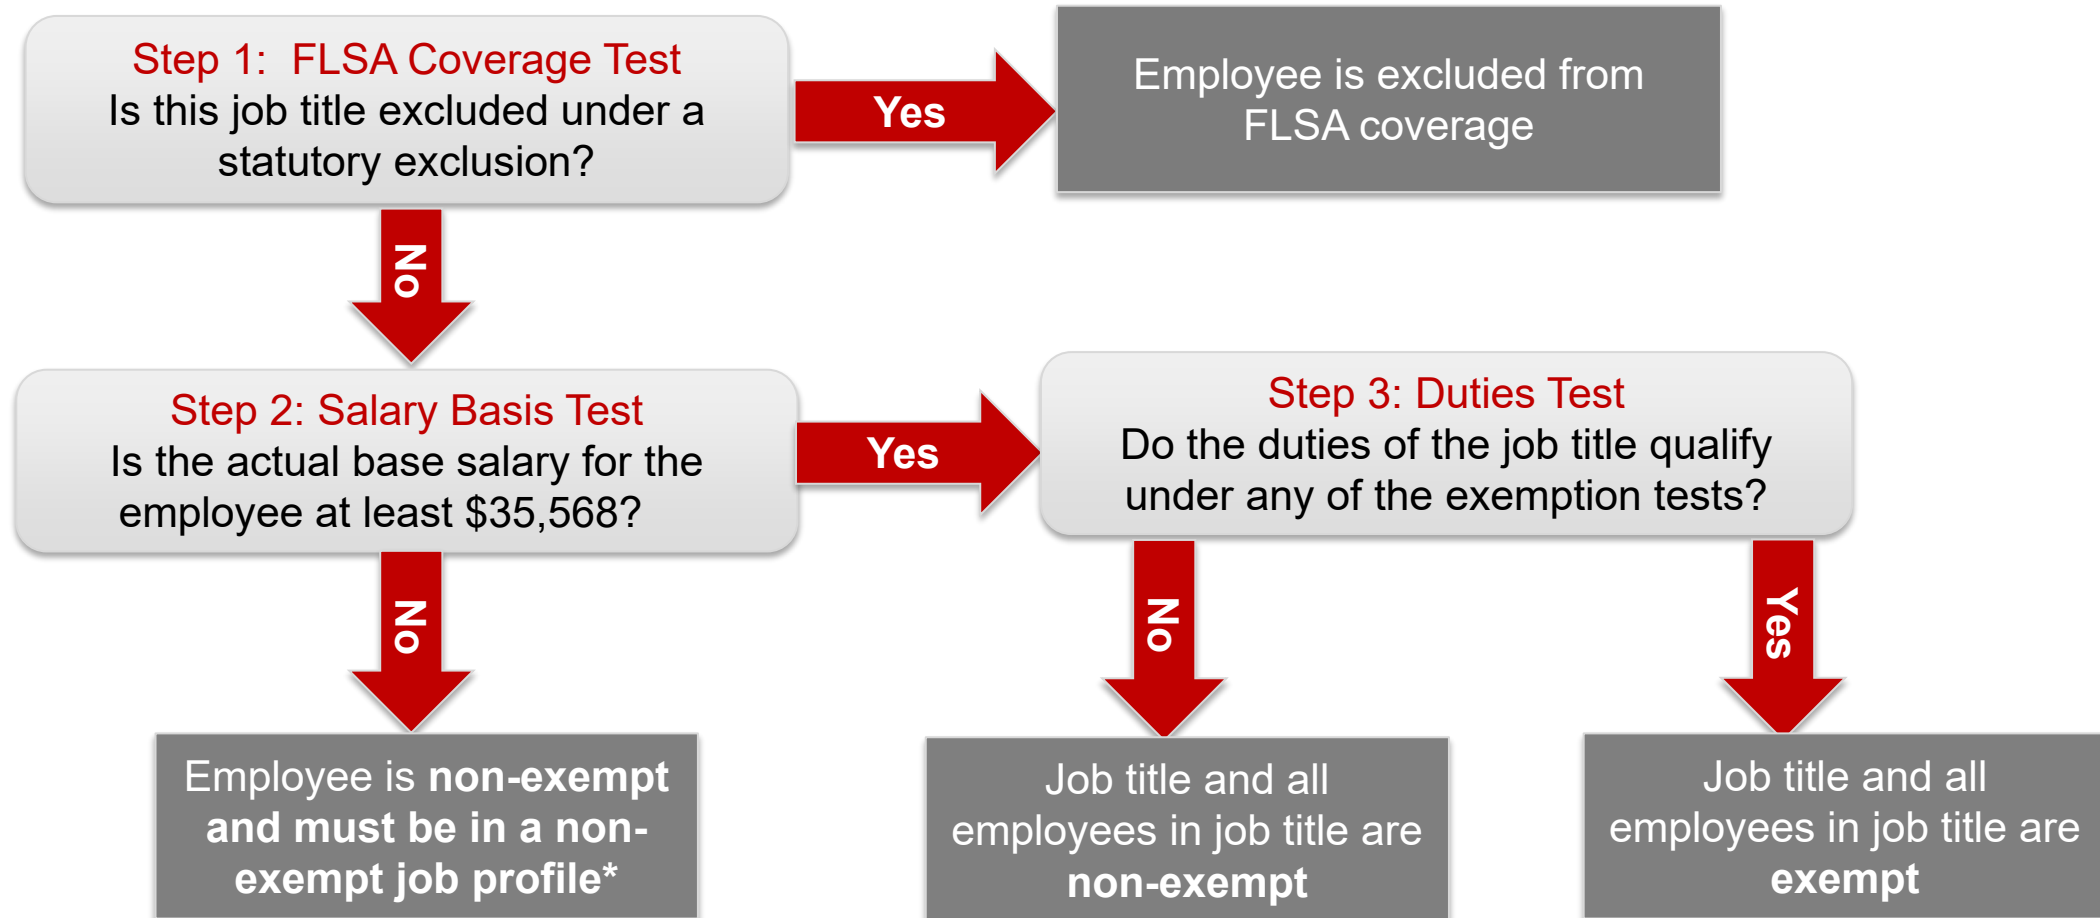 Step 1:  FLSA Coverage Test
Is this job title excluded under a
statutory exclusion?
Yes
Employee is excluded from
FLSA coverage
No
Step 2: Salary Basis Test
Is the actual base salary for the
employee at least $35,568?
Yes
Step 3: Duties Test
Do the duties of the job title qualify
under any of the exemption tests?
No
No
Yes
Employee is non-exempt
and must be in a non-
exempt job profile*
Job title and all
employees in job title are
non-exempt
Job title and all
employees in job title are
exempt